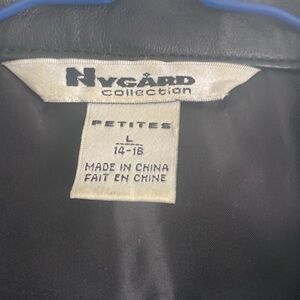 NYGÅRD
collection
PETITES
L
14-18
MADE IN CHINA
FAIT EN CHINE